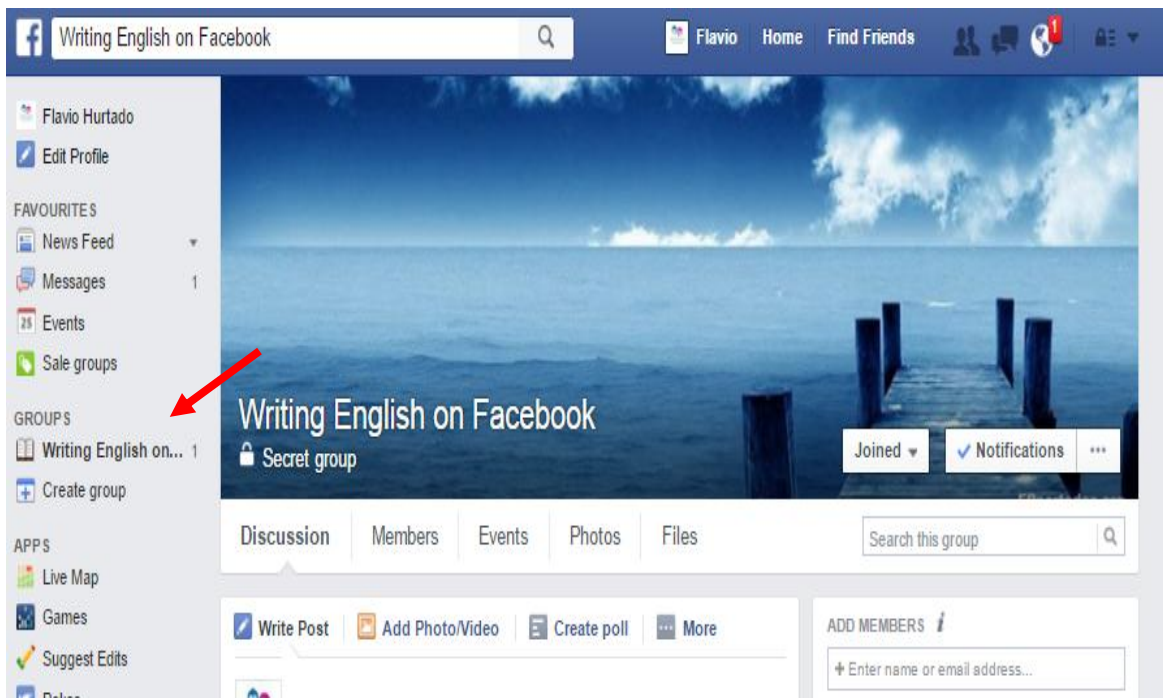 f
Writing English on Facebook
Flavio
Home
Find Friends
1
Flavio Hurtado
Edit Profile
FAVOURITES
News Feed
Messages 1
25 Events
Sale groups
GROUPS
Writing English on... 1
Create group
APPS
Live Map
Games
Suggest Edits
Writing English on Facebook
Secret group
Joined
Notifications
Discussion
Members
Events
Photos
Files
Search this group
Write Post
Add Photo/Video
Create poll
More
ADD MEMBERS i
+ Enter name or email address...